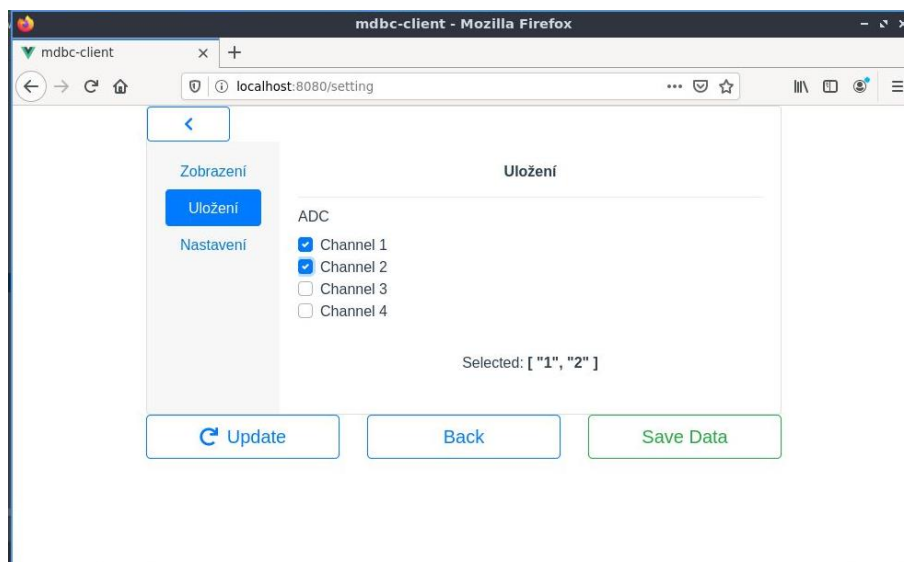 mdbc-client - Mozilla Firefox
mdbc-client
localhost:8080/setting
Zobrazení
Uložení
Nastavení
Uložení
ADC
Channel 1
Channel 2
Channel 3
Channel 4
Selected: [ "1", "2" ]
Update
Back
Save Data